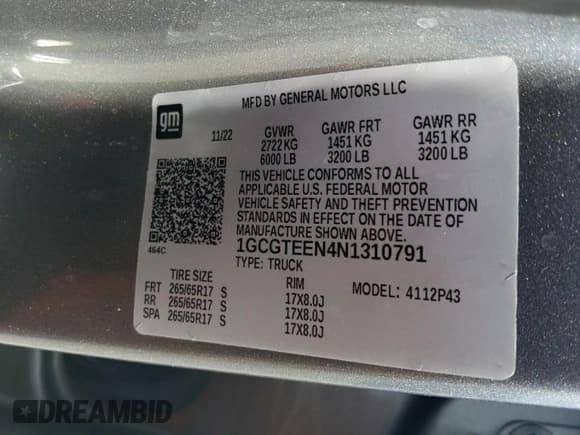 MFD BY GENERAL MOTORS LLC
gm
11/22 GVWR GAWR FRT GAWR RR
2722 KG 1451 KG 1451 KG
6000 LB 3200 LB 3200 LB
THIS VEHICLE CONFORMS TO ALL
APPLICABLE U.S. FEDERAL MOTOR
VEHICLE SAFETY AND THEFT PREVENTION
STANDARDS IN EFFECT ON THE DATE OF
MANUFACTURE SHOWN ABOVE.
464C 1GCGTEEN4N1310791
TYPE: TRUCK
TIRE SIZE RIM MODEL: 4112P43
FRT 265/65R17 S 17X8.0J
RR 265/65R17 S 17X8.0J
SPA 265/65R17 S 17X8.0J
DREAMBID